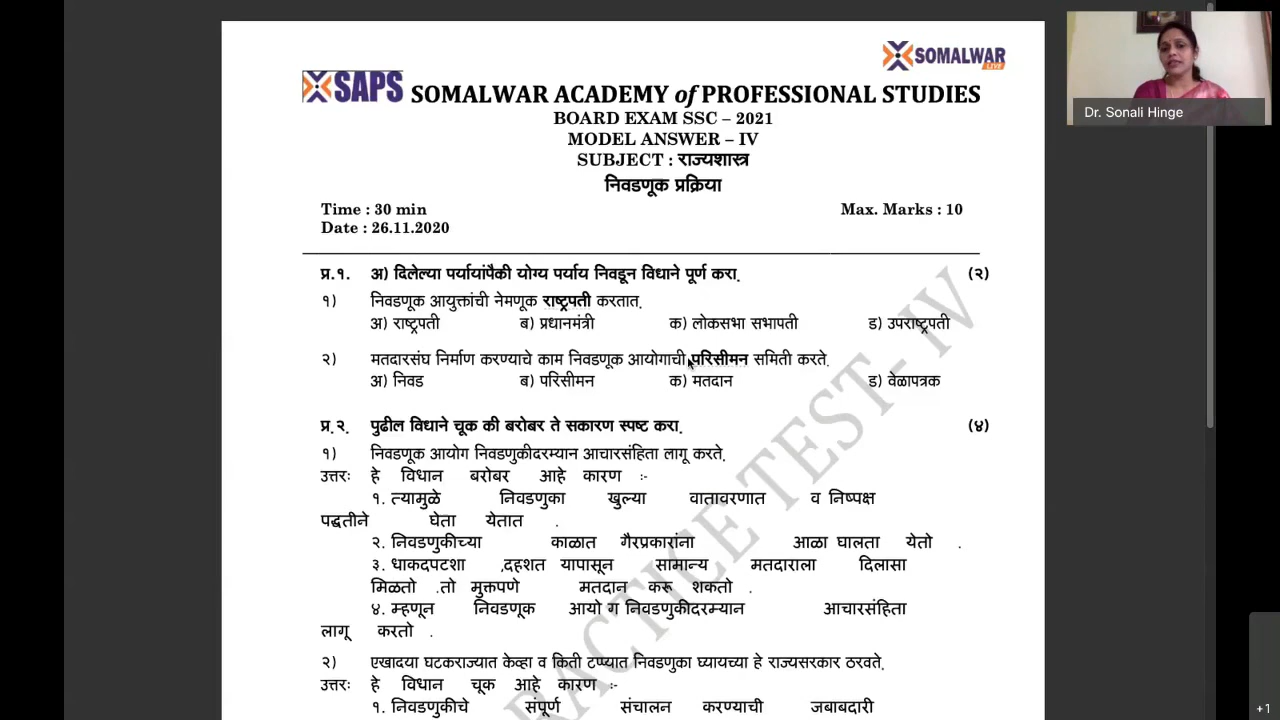 SOMALWAR
LIVE
SAPS SOMALWAR ACADEMY of PROFESSIONAL STUDIES
BOARD EXAM SSC – 2021
MODEL ANSWER – IV
SUBJECT : राज्यशास्त्र
निवडणूक प्रक्रिया
Time : 30 min Max. Marks : 10
Date : 26.11.2020
प्र.१. अ) दिलेल्या पर्यायांपैकी योग्य पर्याय निवडून विधाने पूर्ण करा. (२)
१) निवडणूक आयुक्तांची नेमणूक राष्ट्रपती करतात.
अ) राष्ट्रपती ब) प्रधानमंत्री क) लोकसभा सभापती ड) उपराष्ट्रपती
२) मतदारसंघ निर्माण करण्याचे काम निवडणूक आयोगाची परिसीमन समिती करते.
अ) निवड ब) परिसीमन क) मतदान ड) वेळापत्रक
प्र.२. पुढील विधाने चूक की बरोबर ते सकारण स्पष्ट करा. (४)
१) निवडणूक आयोग निवडणुकीदरम्यान आचारसंहिता लागू करते.
उत्तरः हे विधान बरोबर आहे कारण :-
१. त्यामुळे निवडणुका खुल्या वातावरणात व निष्पक्ष
पद्धतीने घेता येतात .
२. निवडणुकीच्या काळात गैरप्रकारांना आळा घालता येतो .
३. धाकदपटशा ,दहशत यापासून सामान्य मतदाराला दिलासा
मिळतो .तो मुक्तपणे मतदान करू शकतो .
४. म्हणून निवडणूक आयो ग निवडणुकीदरम्यान आचारसंहिता
लागू करतो .
२) एखादया घटकराज्यात केव्हा व किती टप्प्यात निवडणुका घ्यायच्या हे राज्यसरकार ठरवते.
उत्तरः हे विधान चूक आहे कारण :-
१. निवडणुकीचे संपूर्ण संचालन करण्याची जबाबदारी
PRACTICE TEST- IV
Dr. Sonali Hinge
+1